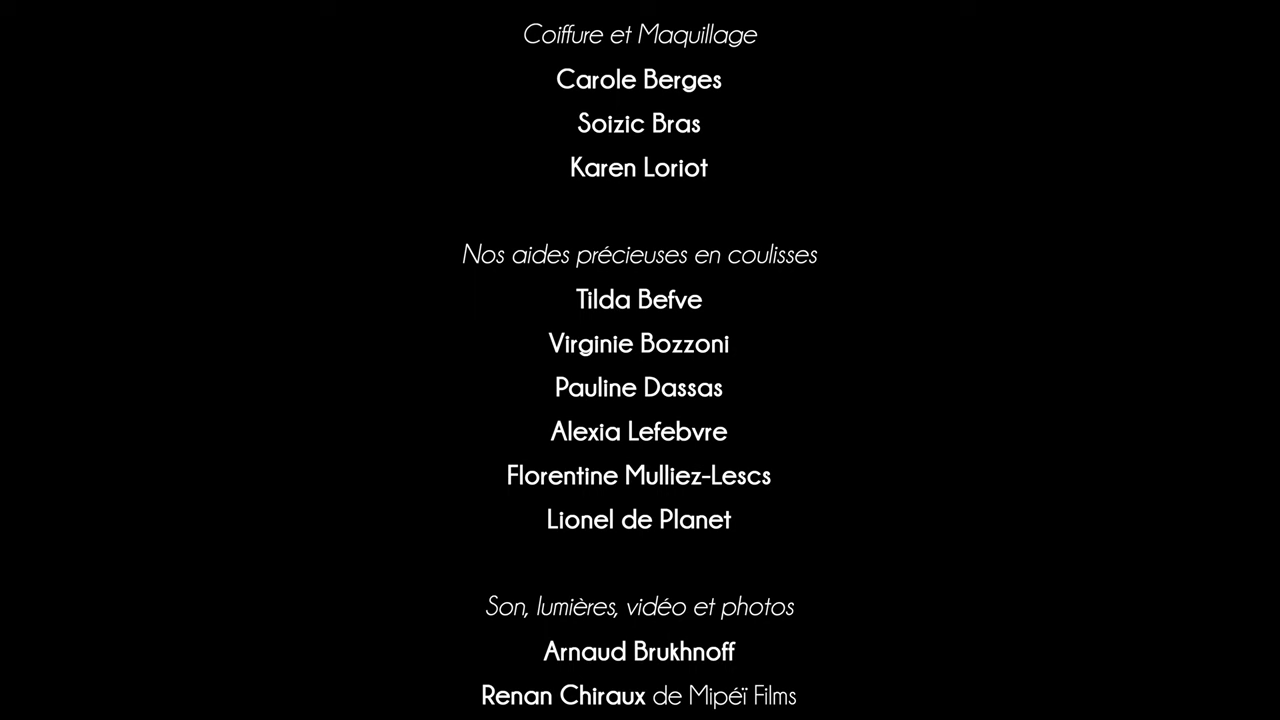 Coiffure et Maquillage
Carole Berges
Soizic Bras
Karen Loriot
Nos aides précieuses en coulisses
Tilda Befve
Virginie Bozzoni
Pauline Dassas
Alexia Lefebvre
Florentine Mulliez-Lescs
Lionel de Planet
Son, lumières, vidéo et photos
Arnaud Brukhnoff
Renan Chiraux de Mipéï Films